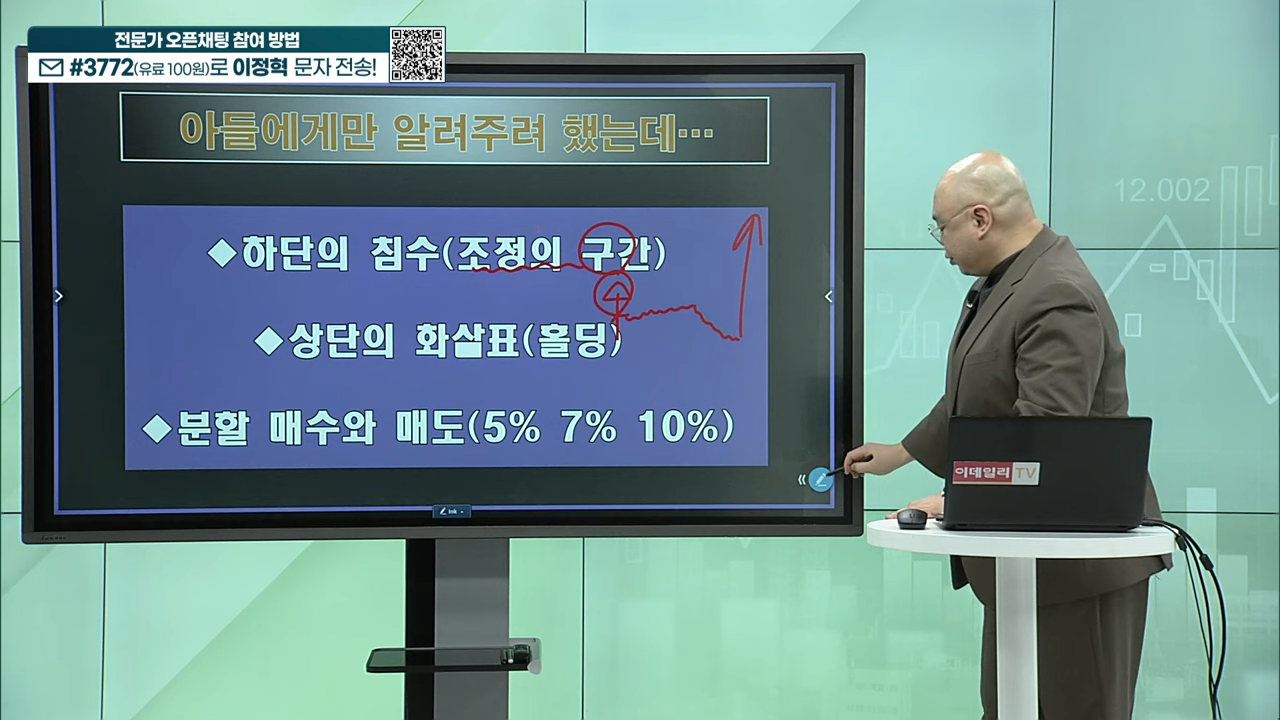 전문가 오픈채팅 참여 방법
#3772(유료 100원)로 이정혁 문자 전송!
아들에게만 알려주려 했는데…
◆하단의 침수(조정의 구간)
◆상단의 화살표(홀딩)
◆분할 매수와 매도(5% 7% 10%)
Ink
12.002
이데일리 TV